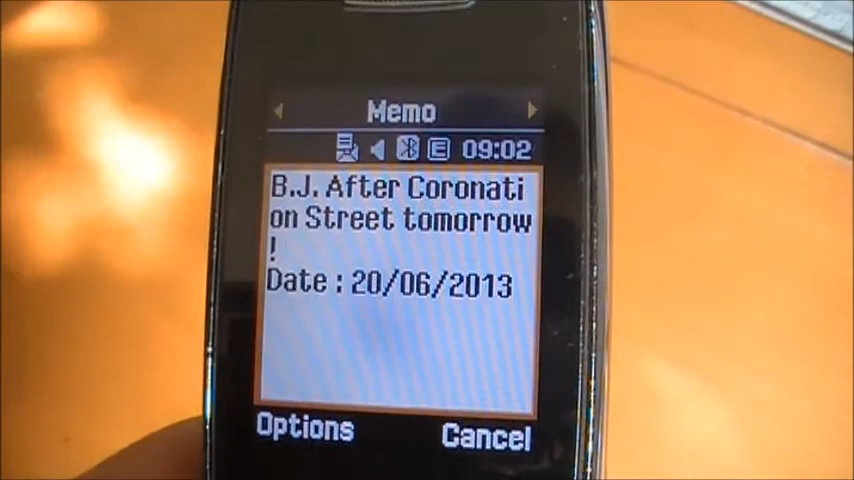 Memo
E 09:02
B.J. After Coronati
on Street tomorrow
!
Date : 20/06/2013
Options Cancel